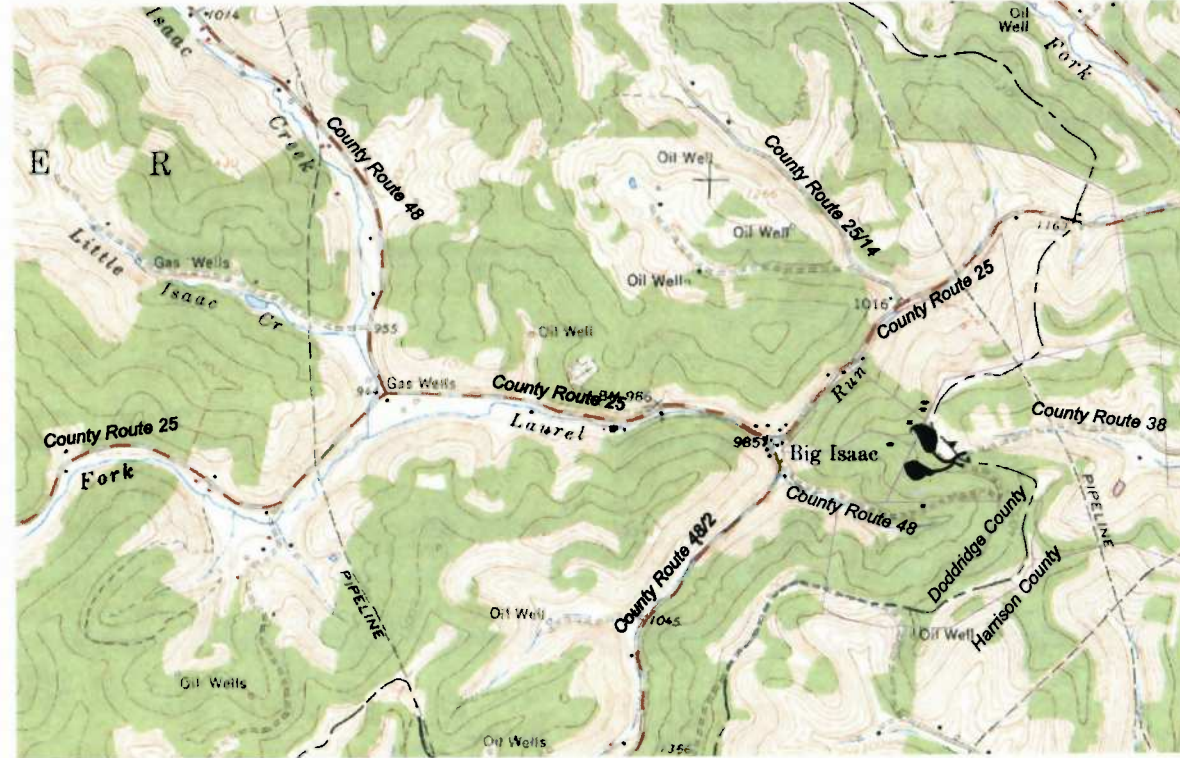 1014
Isaac
Creek
Oil
Well
Fork
County Route 48
E R
Oil Well
County Route 25/14
Oil Well
1163
Little
Gas Wells
Isaac
Cr
Oil Well
1016
County Route 25
955
Oil Well
Gas Wells
County Route 25
Run
Laurel
County Route 38
County Route 25
Fork
985
Big Isaac
County Route 48
PIPELINE
County Route 48/2
Doddridge County
Harrison County
PIPELINE
Oil Well
1045
Oil Well
Oil Wells
Oil Wells
1356